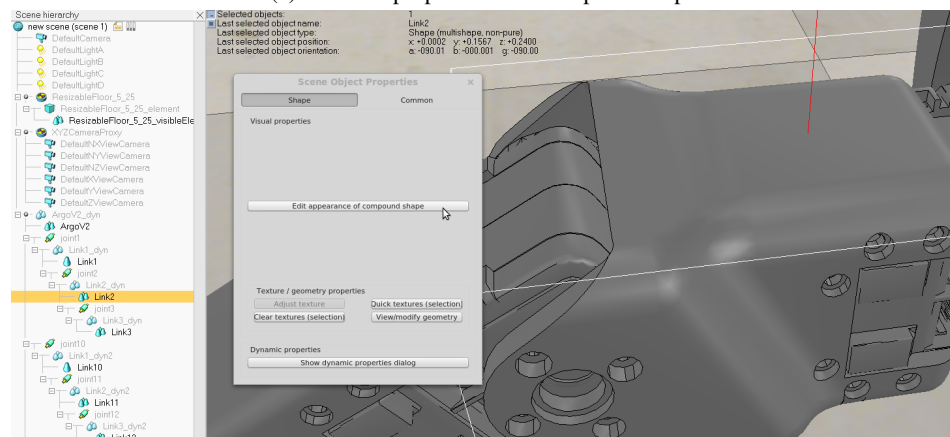 Scene hierarchy
new scene (scene 1)
DefaultCamera
DefaultLightA
DefaultLightB
DefaultLightC
DefaultLightD
ResizableFloor_5_25
ResizableFloor_5_25_element
ResizableFloor_5_25_visibleEle
XYZCameraProxy
DefaultNXViewCamera
DefaultNYViewCamera
DefaultNZViewCamera
DefaultXViewCamera
DefaultYViewCamera
DefaultZViewCamera
ArgoV2_dyn
ArgoV2
joint1
Link1_dyn
Link1
joint2
Link2_dyn
Link2
joint3
Link3_dyn
Link3
joint10
Link1_dyn2
Link10
joint11
Link2_dyn2
Link11
joint12
Link3_dyn2
Selected objects: 1
Last selected object name: Link2
Last selected object type: Shape (multishape, non-pure)
Last selected object position: x: +0.0002 y: +0.1567 z: +0.2400
Last selected object orientation: a: -090.01 b: -000.001 g: -090.00
Scene Object Properties
Shape Common
Visual properties
Edit appearance of compound shape
Texture / geometry properties
Adjust texture Quick textures (selection)
Clear textures (selection) View/modify geometry
Dynamic properties
Show dynamic properties dialog